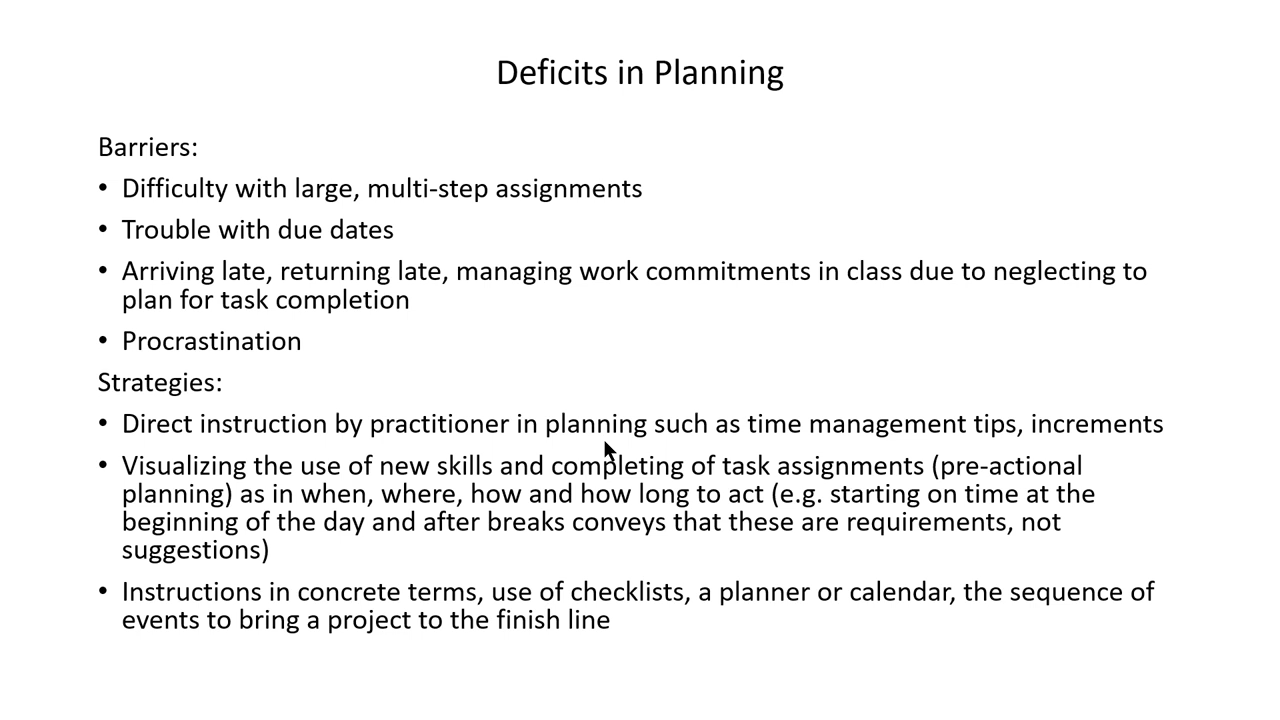 Deficits in Planning
Barriers:
• Difficulty with large, multi-step assignments
• Trouble with due dates
• Arriving late, returning late, managing work commitments in class due to neglecting to
plan for task completion
• Procrastination
Strategies:
• Direct instruction by practitioner in planning such as time management tips, increments
• Visualizing the use of new skills and completing of task assignments (pre-actional
planning) as in when, where, how and how long to act (e.g. starting on time at the
beginning of the day and after breaks conveys that these are requirements, not
suggestions)
• Instructions in concrete terms, use of checklists, a planner or calendar, the sequence of
events to bring a project to the finish line